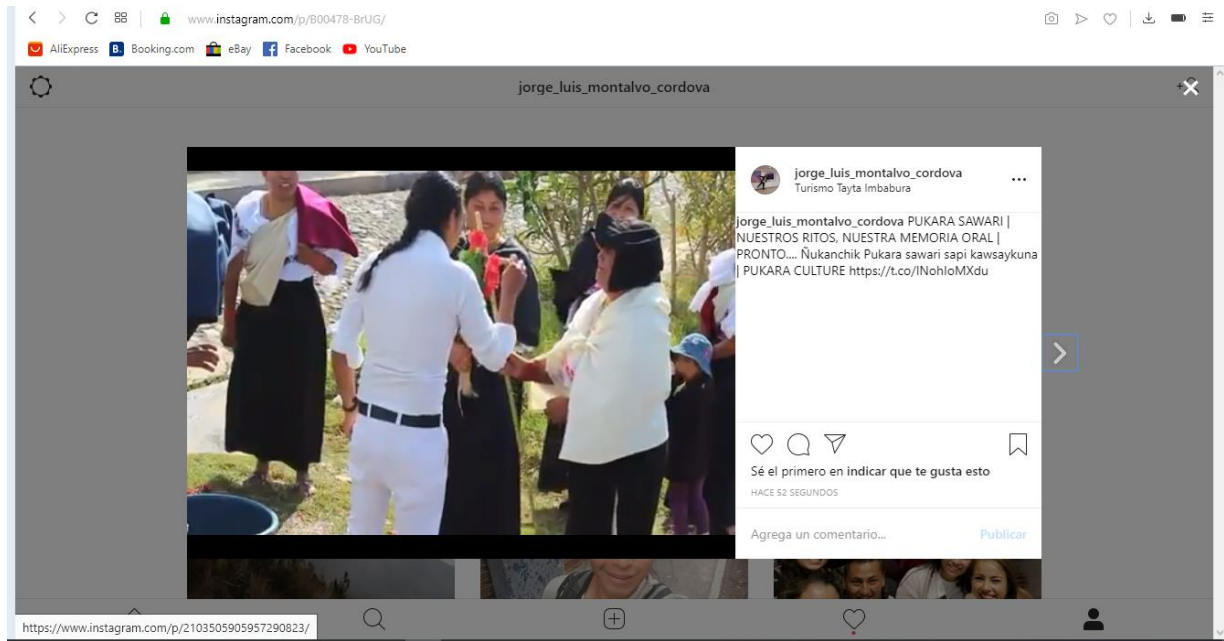 www.instagram.com/p/B00478-BrUG/
AliExpress B. Booking.com eBay Facebook YouTube
jorge_luis_montalvo_cordova
jorge_luis_montalvo_cordova
Turismo Tayta Imbabura
jorge_luis_montalvo_cordova PUKARA SAWARI |
NUESTROS RITOS, NUESTRA MEMORIA ORAL |
PRONTO.... Ñukanchik Pukara sawari sapi kawsaykuna
| PUKARA CULTURE https://t.co/lNohIoMXdu
Sé el primero en indicar que te gusta esto
HACE 52 SEGUNDOS
Agrega un comentario... Publicar
https://www.instagram.com/p/2103505905957290823/